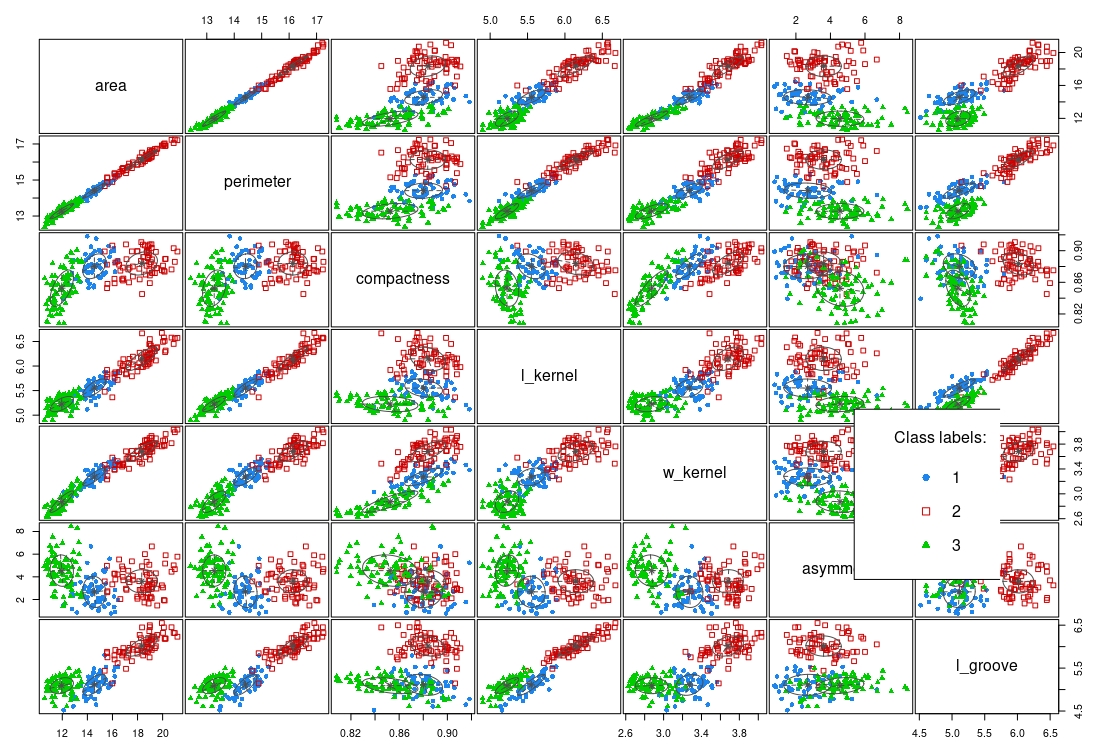 13 14 15 16 17 5.0 5.5 6.0 6.5 2 4 6 8
area 12 16 20
13 15 17 perimeter
compactness 0.82 0.86 0.90
5.0 5.5 6.0 6.5 l_kernel
Class labels:
w_kernel 2.6 3.0 3.4 3.8
1
2
3
2 4 6 8 asymm
l_groove 4.5 5.5 6.5
12 14 16 18 20 0.82 0.86 0.90 2.6 3.0 3.4 3.8 4.5 5.0 5.5 6.0 6.5